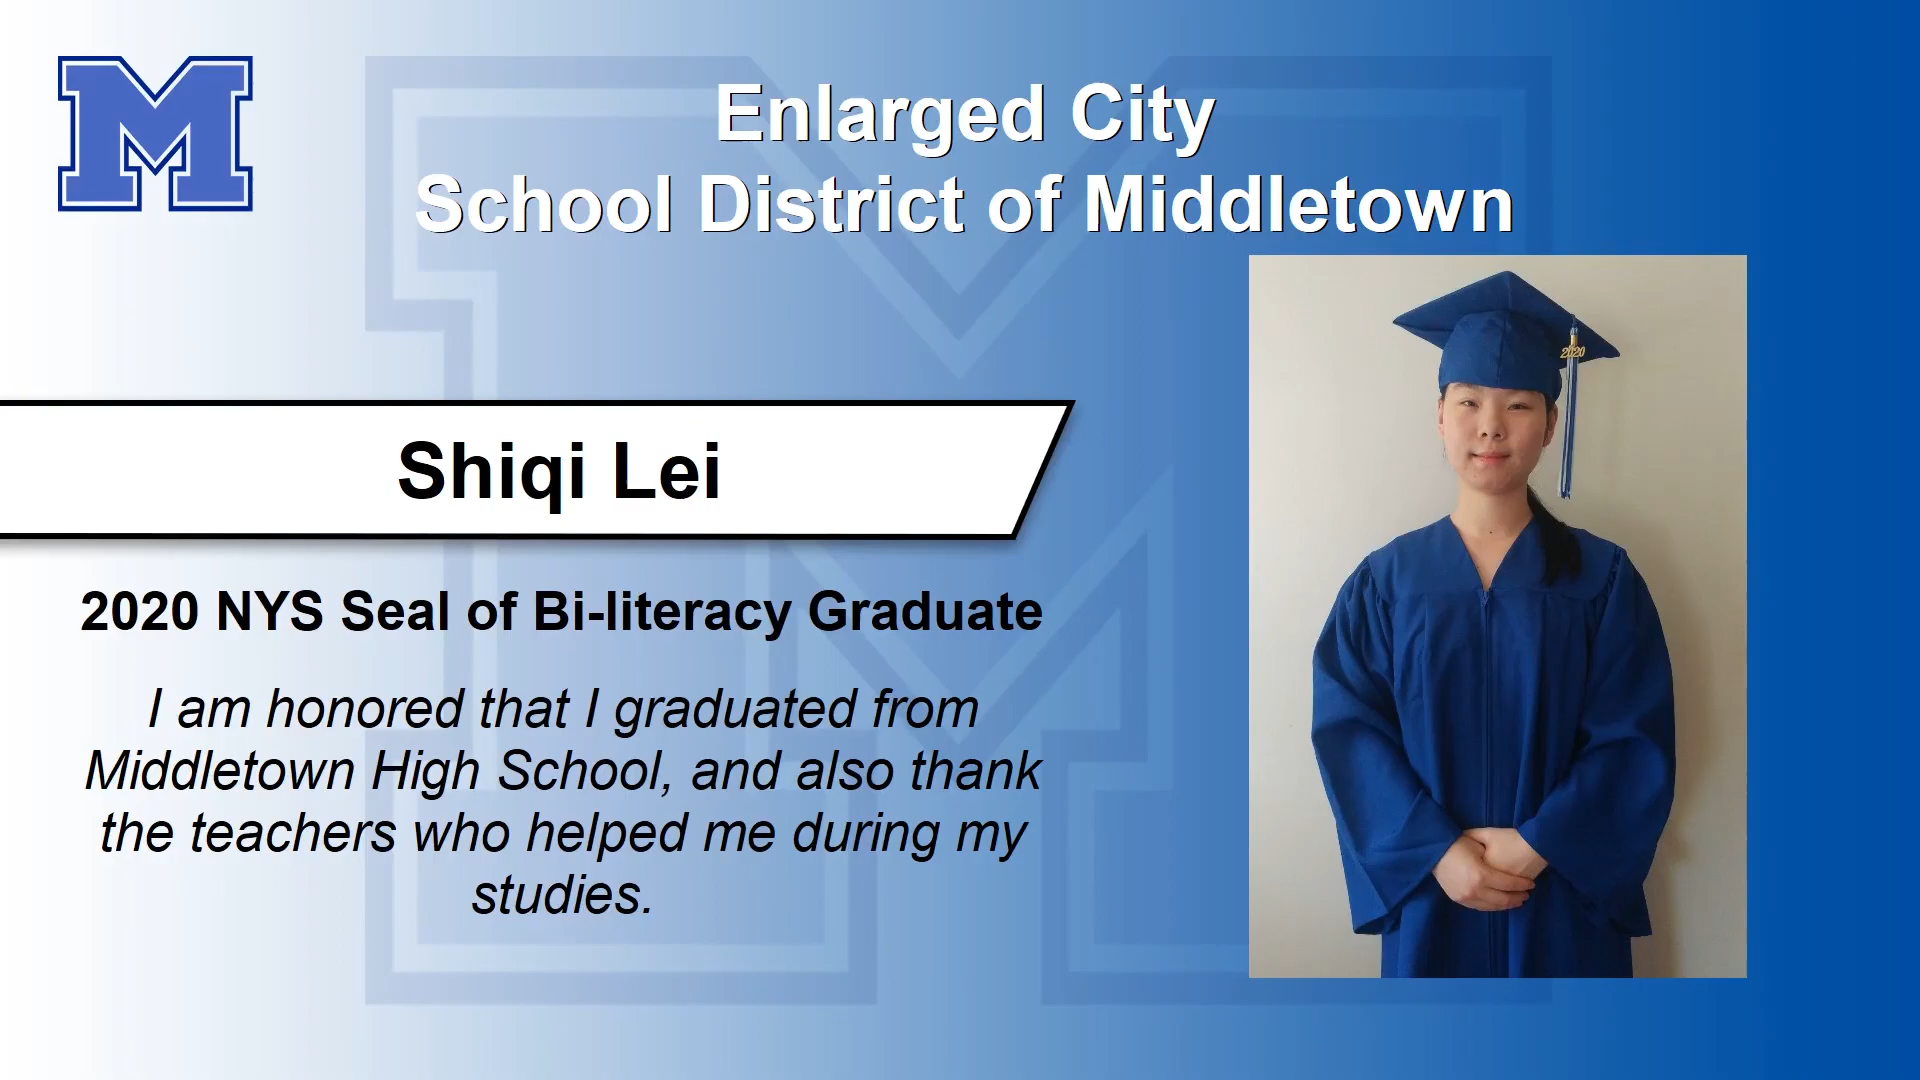 M
Enlarged City
School District of Middletown
2020
Shiqi Lei
2020 NYS Seal of Bi-literacy Graduate
I am honored that I graduated from
Middletown High School, and also thank
the teachers who helped me during my
studies.